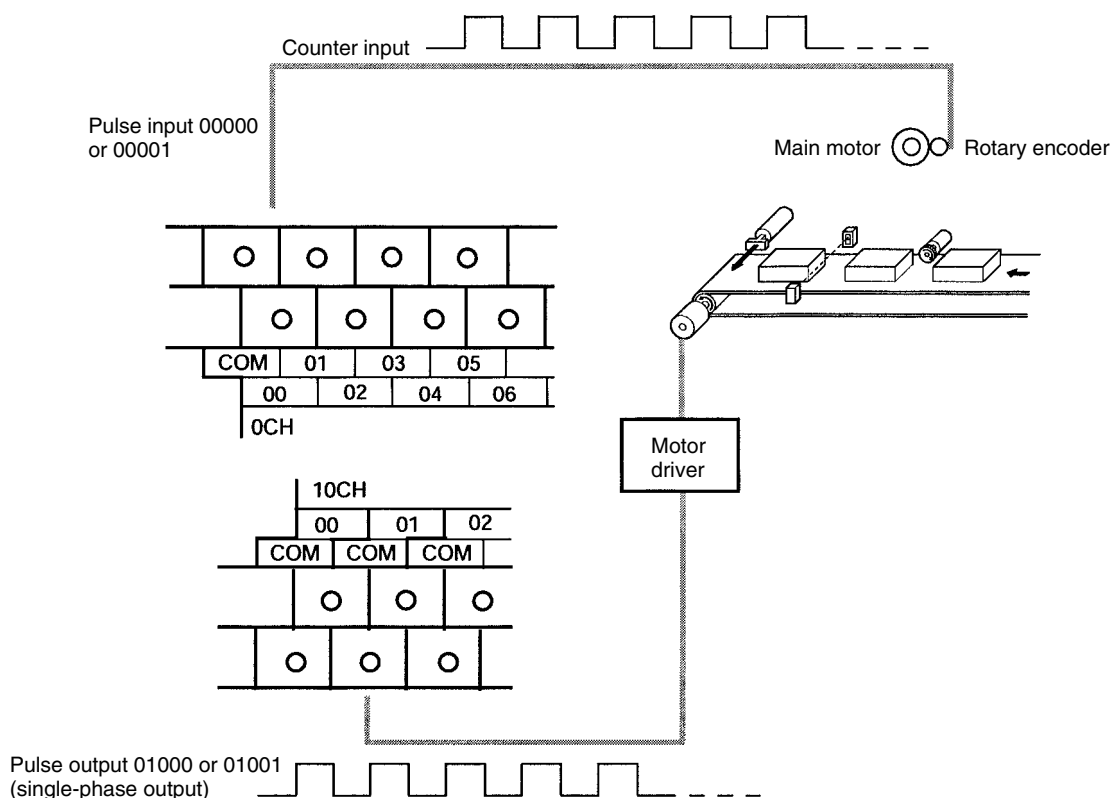 Counter input
Pulse input 00000
or 00001
Main motor
Rotary encoder
COM 01 03 05
00 02 04 06
0CH
Motor
driver
10CH
00 01 02
COM COM COM
Pulse output 01000 or 01001
(single-phase output)